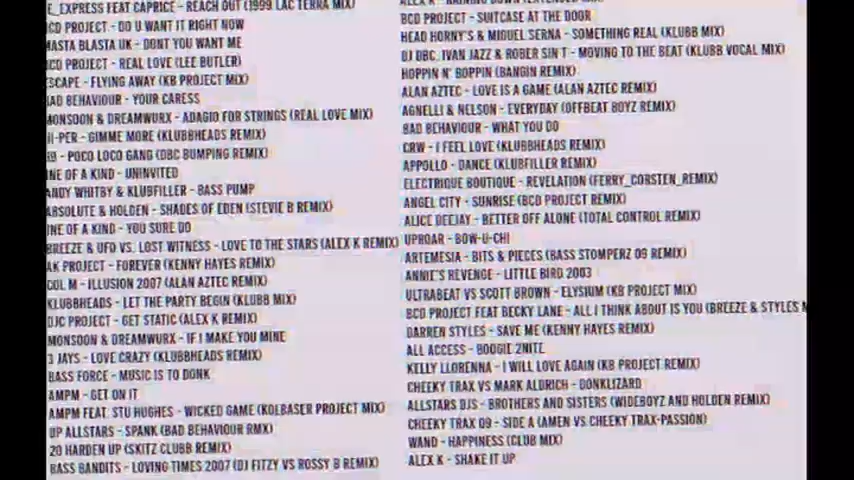 E_EXPRESS FEAT CAPRICE - REACH OUT (1999 LAC TERRA MIX)
BCD PROJECT - DO U WANT IT RIGHT NOW
MASTA BLASTA UK - DONT YOU WANT ME
BCD PROJECT - REAL LOVE (LEE BUTLER)
ESCAPE - FLYING AWAY (KB PROJECT MIX)
BAD BEHAVIOUR - YOUR CARESS
MONSOON & DREAMWURX - ADAGIO FOR STRINGS (REAL LOVE MIX)
HI-PER - GIMME MORE (KLUBBHEADS REMIX)
- POCO LOCO GANG (DBC BUMPING REMIX)
ONE OF A KIND - UNINVITED
ANDY WHITBY & KLUBFILLER - BASS PUMP
ABSOLUTE & HOLDEN - SHADES OF EDEN (STEVIE B REMIX)
ONE OF A KIND - YOU SURE DO
BREEZE & UFO VS. LOST WITNESS - LOVE TO THE STARS (ALEX K REMIX)
AK PROJECT - FOREVER (KENNY HAYES REMIX)
COL M - ILLUSION 2007 (ALAN AZTEC REMIX)
KLUBBHEADS - LET THE PARTY BEGIN (KLUBB MIX)
DJC PROJECT - GET STATIC (ALEX K REMIX)
MONSOON & DREAMWURX - IF I MAKE YOU MINE
3 JAYS - LOVE CRAZY (KLUBBHEADS REMIX)
BASS FORCE - MUSIC IS TO DONK
AMPM - GET ON IT
AMPM FEAT. STU HUGHES - WICKED GAME (KOLBASER PROJECT MIX)
UP ALLSTARS - SPANK (BAD BEHAVIOUR RMX)
20 HARDEN UP (SKITZ CLUBB REMIX)
BASS BANDITS - LOVING TIMES 2007 (DJ FITZY VS ROSSY B REMIX)
ALEX K - RAINING DOWN (EXTENDED MIX)
BCD PROJECT - SUITCASE AT THE DOOR
HEAD HORNY'S & MIGUEL SERNA - SOMETHING REAL (KLUBB MIX)
DJ DBC, IVAN JAZZ & ROBER SIN T - MOVING TO THE BEAT (KLUBB VOCAL MIX)
HOPPIN N' BOPPIN (BANGIN REMIX)
ALAN AZTEC - LOVE IS A GAME (ALAN AZTEC REMIX)
AGNELLI & NELSON - EVERYDAY (OFFBEAT BOYZ REMIX)
BAD BEHAVIOUR - WHAT YOU DO
CRW - I FEEL LOVE (KLUBBHEADS REMIX)
APPOLLO - DANCE (KLUBFILLER REMIX)
ELECTRIQUE BOUTIQUE - REVELATION (FERRY_CORSTEN_REMIX)
ANGEL CITY - SUNRISE (BCD PROJECT REMIX)
ALICE DEEJAY - BETTER OFF ALONE (TOTAL CONTROL REMIX)
UPROAR - BOW-U-CHI
ARTEMESIA - BITS & PIECES (BASS STOMPERZ 09 REMIX)
ANNIE'S REVENGE - LITTLE BIRD 2003
ULTRABEAT VS SCOTT BROWN - ELYSIUM (KB PROJECT MIX)
BCD PROJECT FEAT BECKY LANE - ALL I THINK ABOUT IS YOU (BREEZE & STYLES M
DARREN STYLES - SAVE ME (KENNY HAYES REMIX)
ALL ACCESS - BOOGIE 2NITE
KELLY LLORENNA - I WILL LOVE AGAIN (KB PROJECT REMIX)
CHEEKY TRAX VS MARK ALDRICH - DONKLIZARD
ALLSTARS DJS - BROTHERS AND SISTERS (WIDEBOYZ AND HOLDEN REMIX)
CHEEKY TRAX 09 - SIDE A (AMEN VS CHEEKY TRAX-PASSION)
WAND - HAPPINESS (CLUB MIX)
ALEX K - SHAKE IT UP